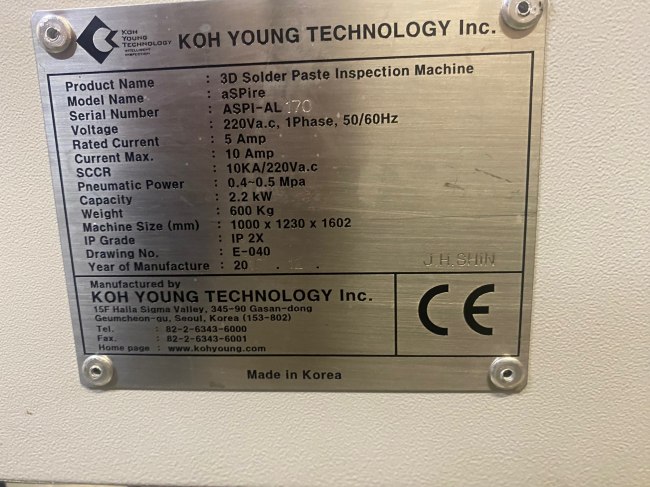 KOH
YOUNG
TECHNOLOGY
INTELLIGENT
INSPECTION
KOH YOUNG TECHNOLOGY Inc.
Product Name : 3D Solder Paste Inspection Machine
Model Name : aSPire
Serial Number : ASPI-AL 170
Voltage : 220Va.c, 1Phase, 50/60Hz
Rated Current : 5 Amp
Current Max. : 10 Amp
SCCR : 10KA/220Va.c
Pneumatic Power : 0.4~0.5 Mpa
Capacity : 2.2 kW
Weight : 600 Kg
Machine Size (mm) : 1000 x 1230 x 1602
IP Grade : IP 2X
Drawing No. : E-040
Year of Manufacture : 20 . .
J.H.SHIN
Manufactured by
KOH YOUNG TECHNOLOGY Inc.
15F Halla Sigma Valley, 345-90 Gasan-dong
Geumcheon-gu, Seoul, Korea (153-802)
Tel. : 82-2-6343-6000
Fax. : 82-2-6343-6001
Home page : www.kohyoung.com
CE
Made in Korea